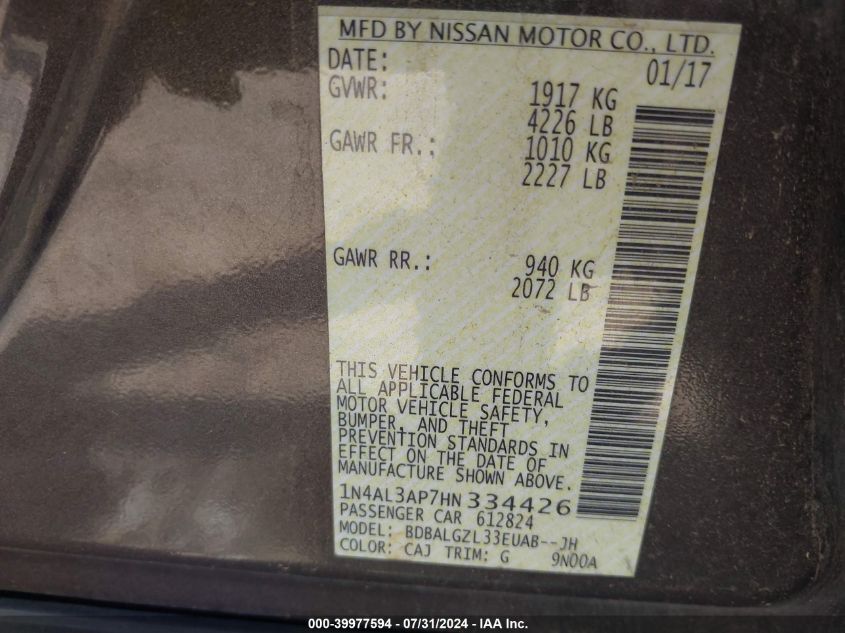 MFD BY NISSAN MOTOR CO., LTD.
DATE: 01/17
GVWR: 1917 KG
4226 LB
GAWR FR.: 1010 KG
2227 LB
GAWR RR.: 940 KG
2072 LB
THIS VEHICLE CONFORMS TO
ALL APPLICABLE FEDERAL
MOTOR VEHICLE SAFETY,
BUMPER, AND THEFT
PREVENTION STANDARDS IN
EFFECT ON THE DATE OF
MANUFACTURE SHOWN ABOVE.
1N4AL3AP7HN334426
PASSENGER CAR 612824
MODEL: BDBALGZL33EUAB--JH
COLOR: CAJ TRIM: G 9N00A
000-39977594 - 07/31/2024 - IAA Inc.